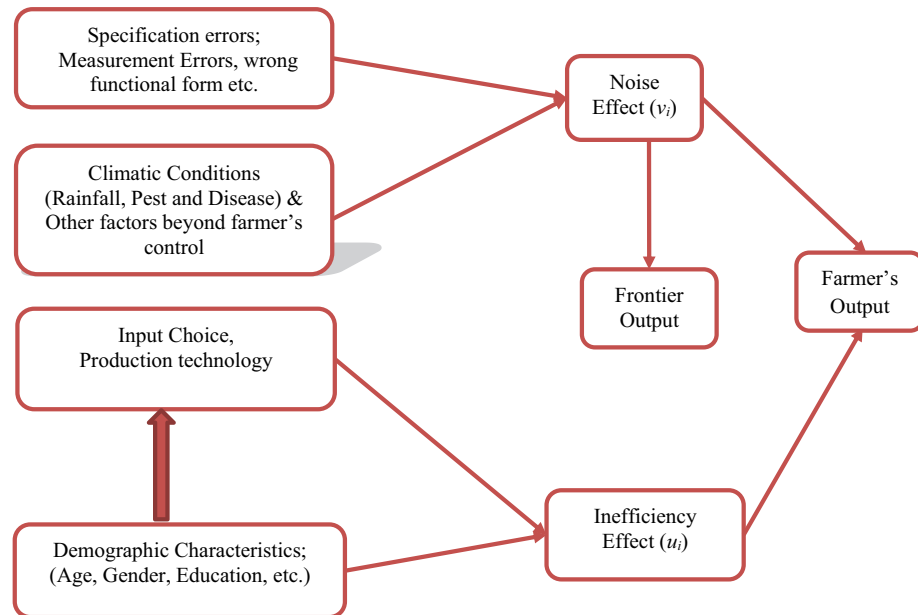 Specification errors;
Measurement Errors, wrong
functional form etc.
Noise
Effect (vi)
Climatic Conditions
(Rainfall, Pest and Disease) &
Other factors beyond farmer’s
control
Frontier
Output
Farmer’s
Output
Input Choice,
Production technology
Inefficiency
Effect (ui)
Demographic Characteristics;
(Age, Gender, Education, etc.)